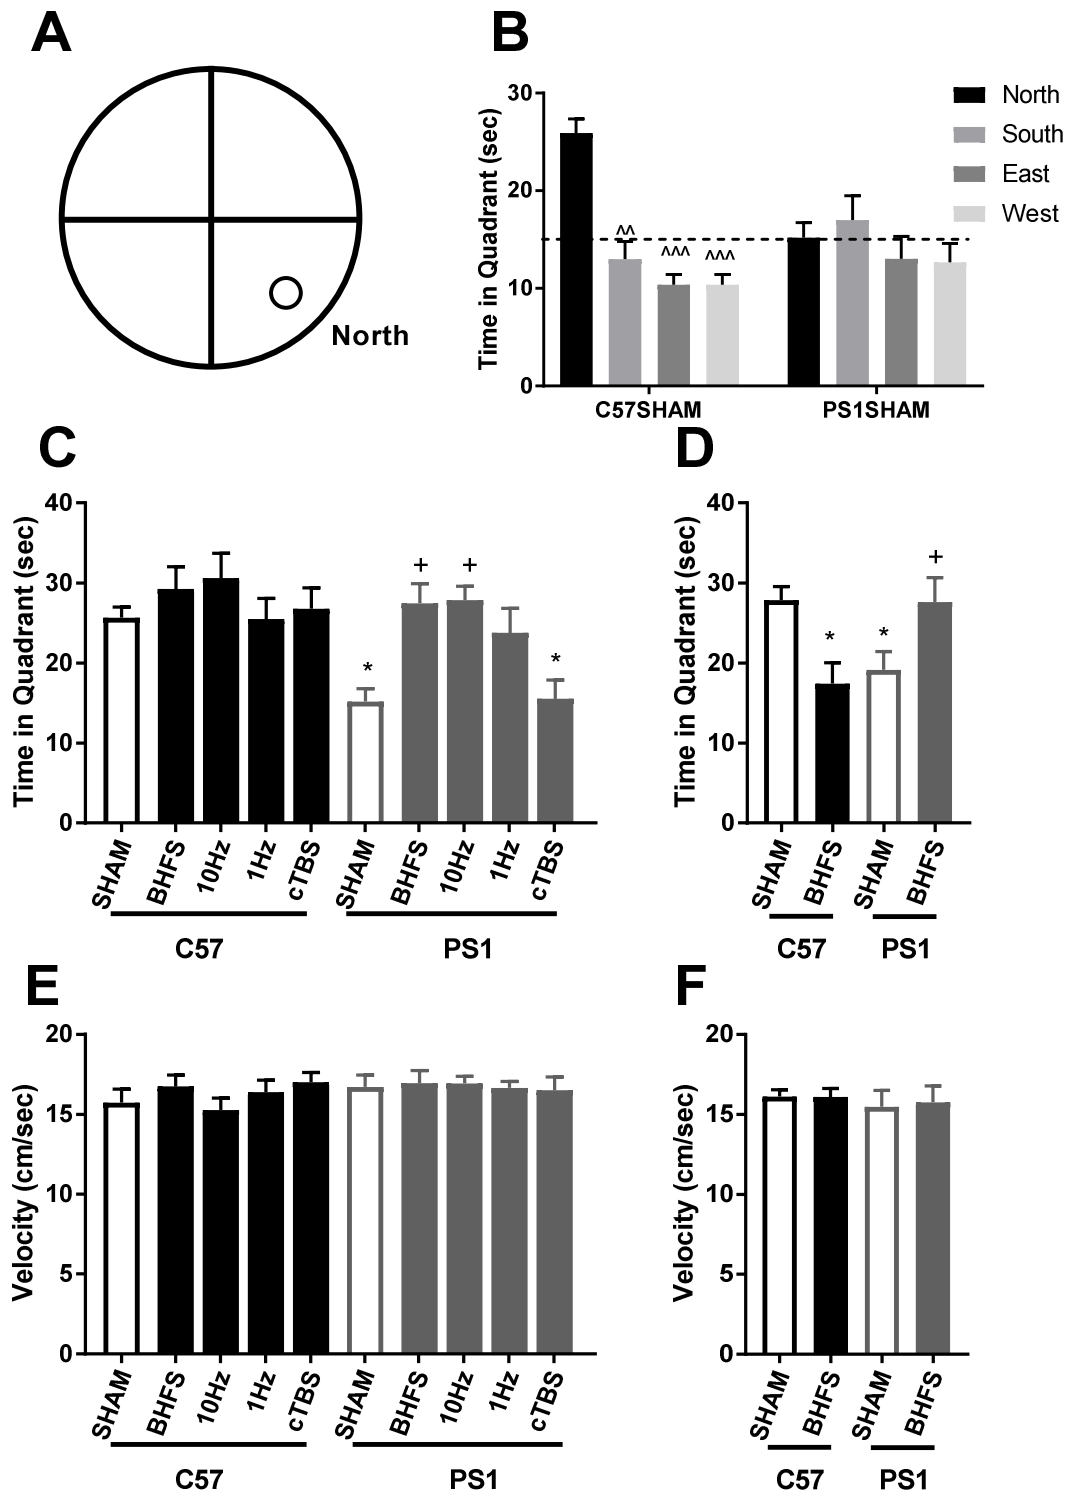 A
North
B
Time in Quadrant (sec)
30
20
10
0
^^
^^^
^^^
C57SHAM
PS1SHAM
North
South
East
West
C
Time in Quadrant (sec)
40
30
20
10
0
*
+
+
*
SHAM
BHFS
10Hz
1Hz
cTBS
SHAM
BHFS
10Hz
1Hz
cTBS
C57
PS1
D
Time in Quadrant (sec)
40
30
20
10
0
*
*
+
SHAM
BHFS
SHAM
BHFS
C57
PS1
E
Velocity (cm/sec)
20
15
10
5
0
SHAM
BHFS
10Hz
1Hz
cTBS
SHAM
BHFS
10Hz
1Hz
cTBS
C57
PS1
F
Velocity (cm/sec)
20
15
10
5
0
SHAM
BHFS
SHAM
BHFS
C57
PS1